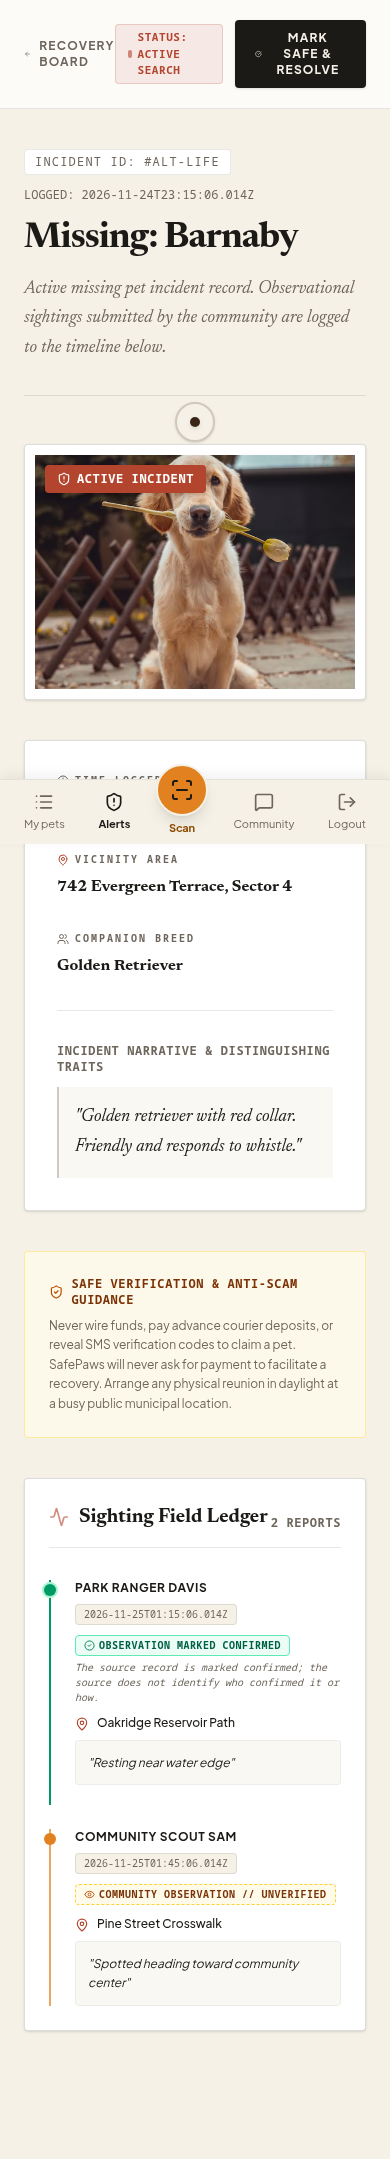 RECOVERY
BOARD
STATUS:
ACTIVE
SEARCH
MARK
SAFE &
RESOLVE
INCIDENT ID: #ALT-LIFE
LOGGED: 2026-11-24T23:15:06.014Z
Missing: Barnaby
Active missing pet incident record. Observational
sightings submitted by the community are logged
to the timeline below.
ACTIVE INCIDENT
TIME LOGGED
My pets
Alerts
Scan
Community
Logout
VICINITY AREA
742 Evergreen Terrace, Sector 4
COMPANION BREED
Golden Retriever
INCIDENT NARRATIVE & DISTINGUISHING
TRAITS
"Golden retriever with red collar.
Friendly and responds to whistle."
SAFE VERIFICATION & ANTI-SCAM
GUIDANCE
Never wire funds, pay advance courier deposits, or
reveal SMS verification codes to claim a pet.
SafePaws will never ask for payment to facilitate a
recovery. Arrange any physical reunion in daylight at
a busy public municipal location.
Sighting Field Ledger
2 REPORTS
PARK RANGER DAVIS
2026-11-25T01:15:06.014Z
OBSERVATION MARKED CONFIRMED
The source record is marked confirmed; the
source does not identify who confirmed it or
how.
Oakridge Reservoir Path
"Resting near water edge"
COMMUNITY SCOUT SAM
2026-11-25T01:45:06.014Z
COMMUNITY OBSERVATION // UNVERIFIED
Pine Street Crosswalk
"Spotted heading toward community
center"